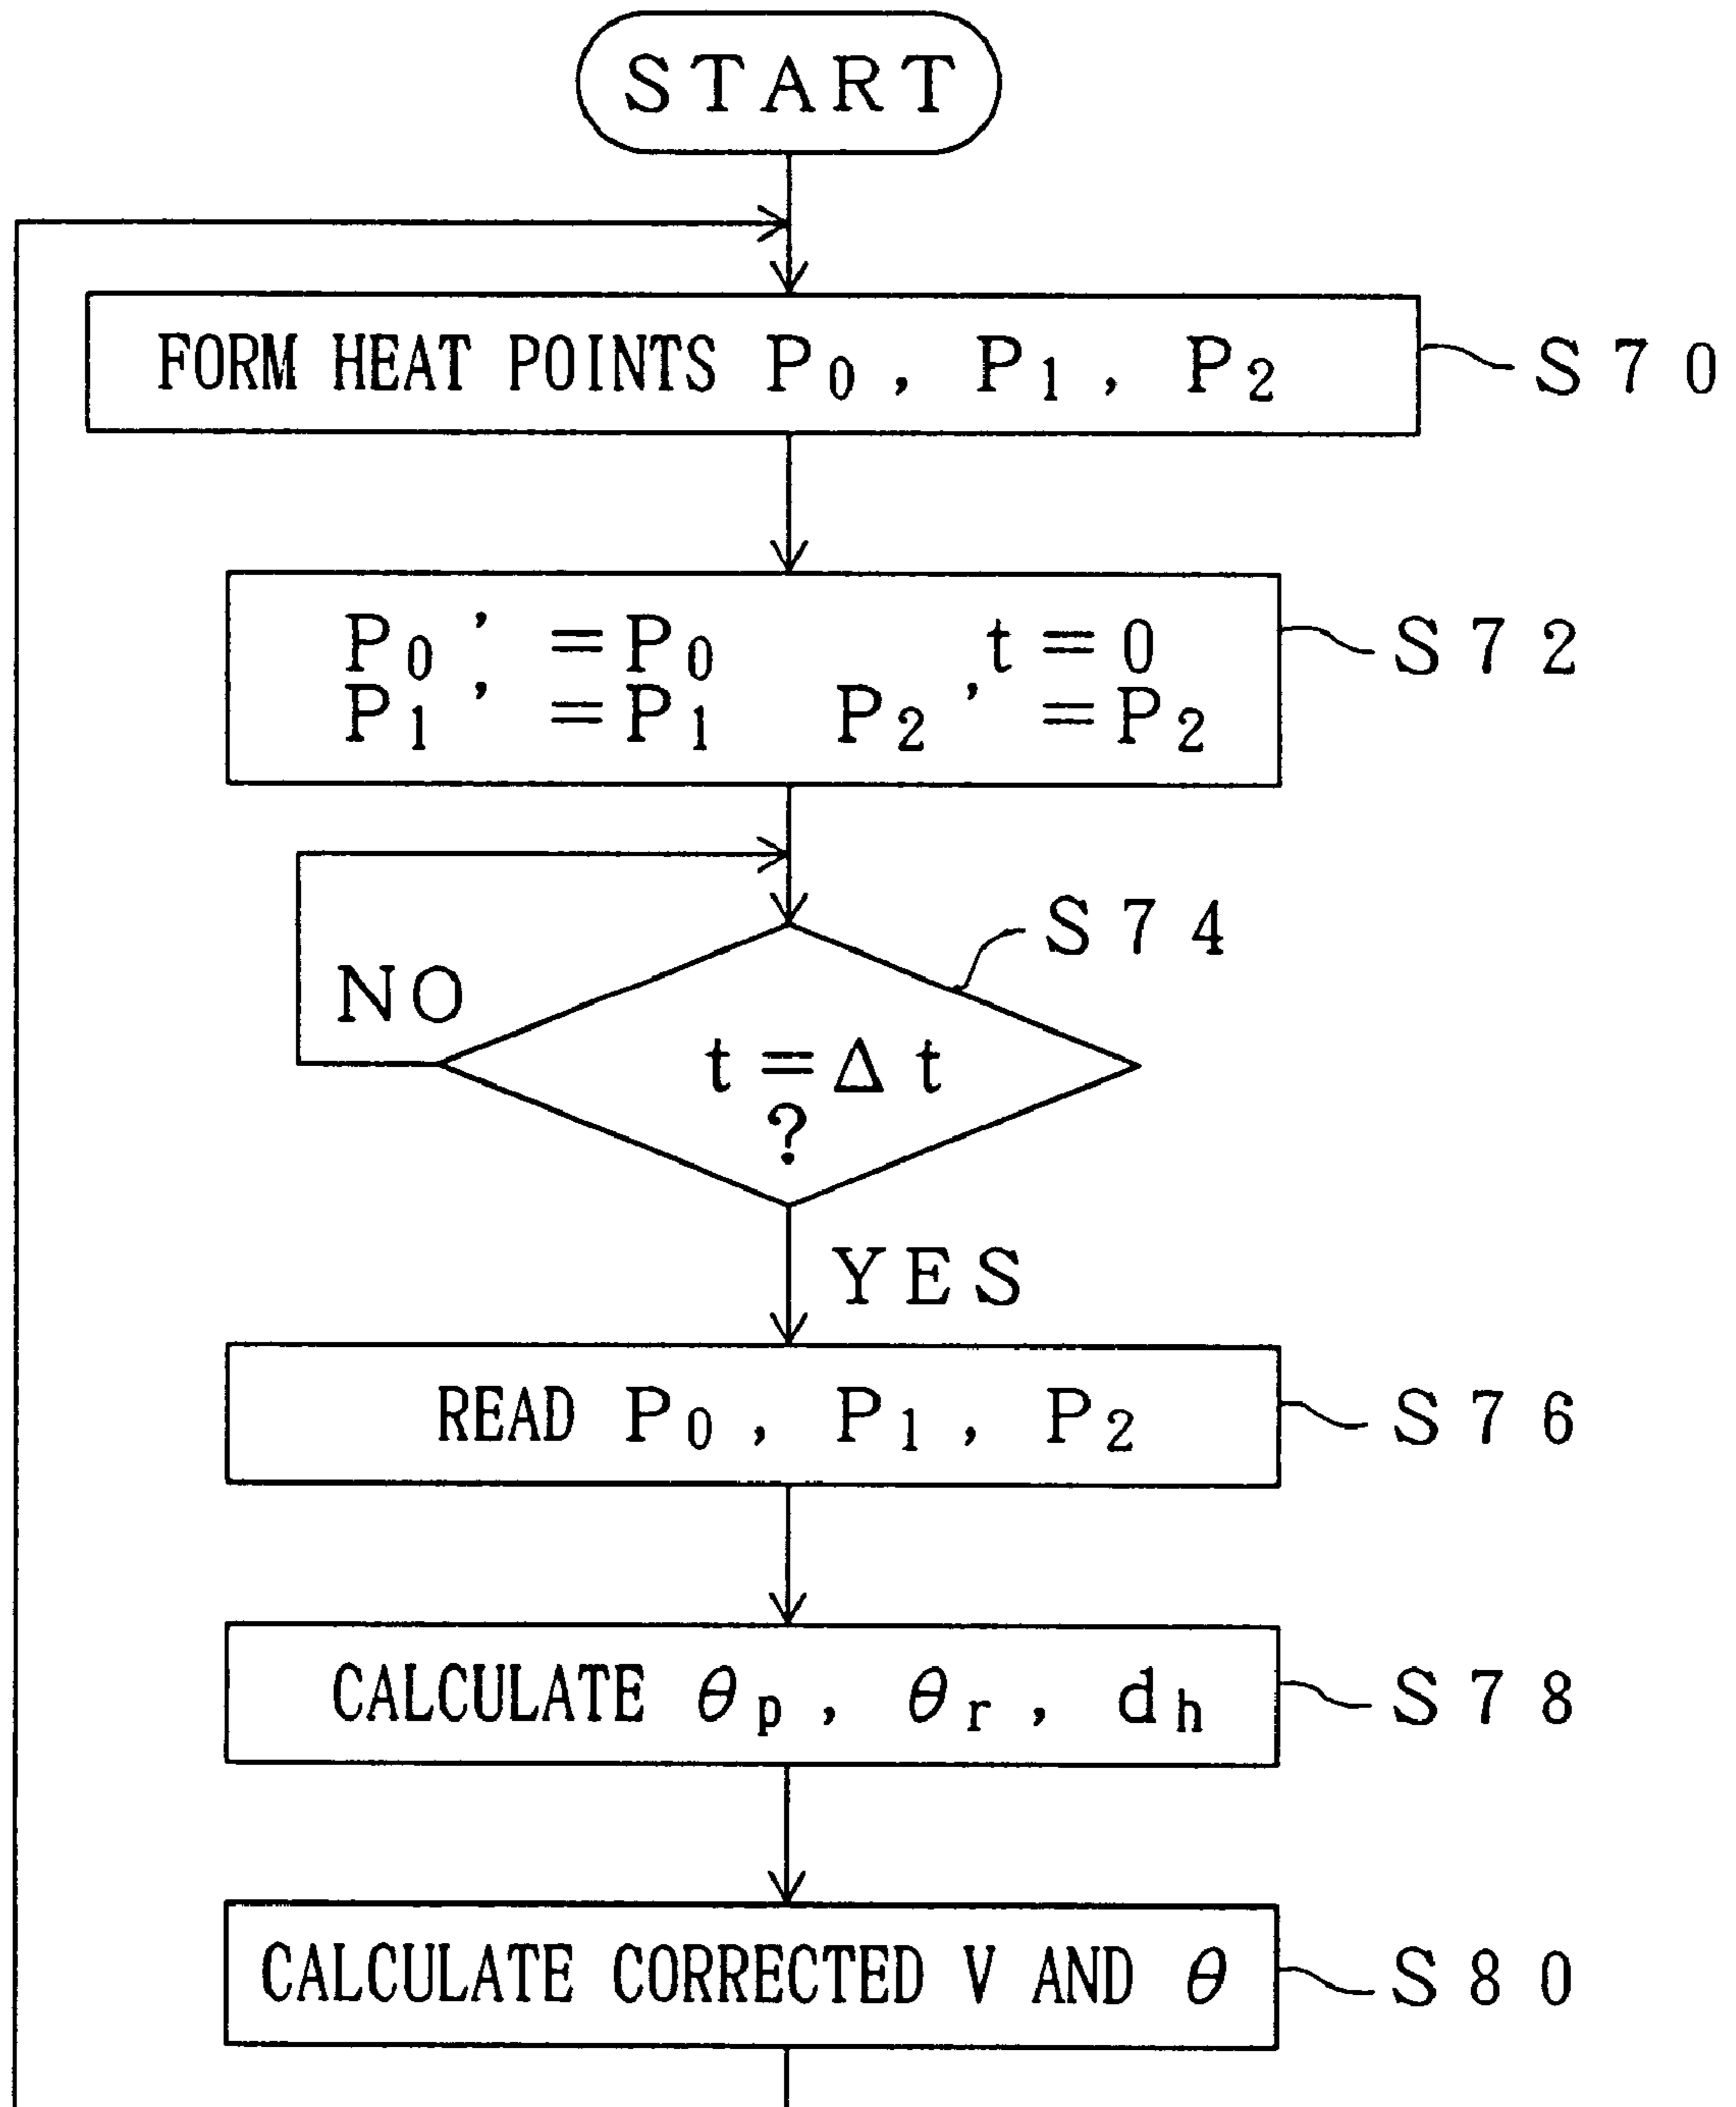 START
FORM HEAT POINTS P₀, P₁, P₂
S70
P₀' = P₀ t = 0
P₁' = P₁ P₂' = P₂
S72
S74
NO
t = Δt
?
YES
READ P₀, P₁, P₂
S76
CALCULATE θₚ, θᵣ, dₕ
S78
CALCULATE CORRECTED V AND θ
S80